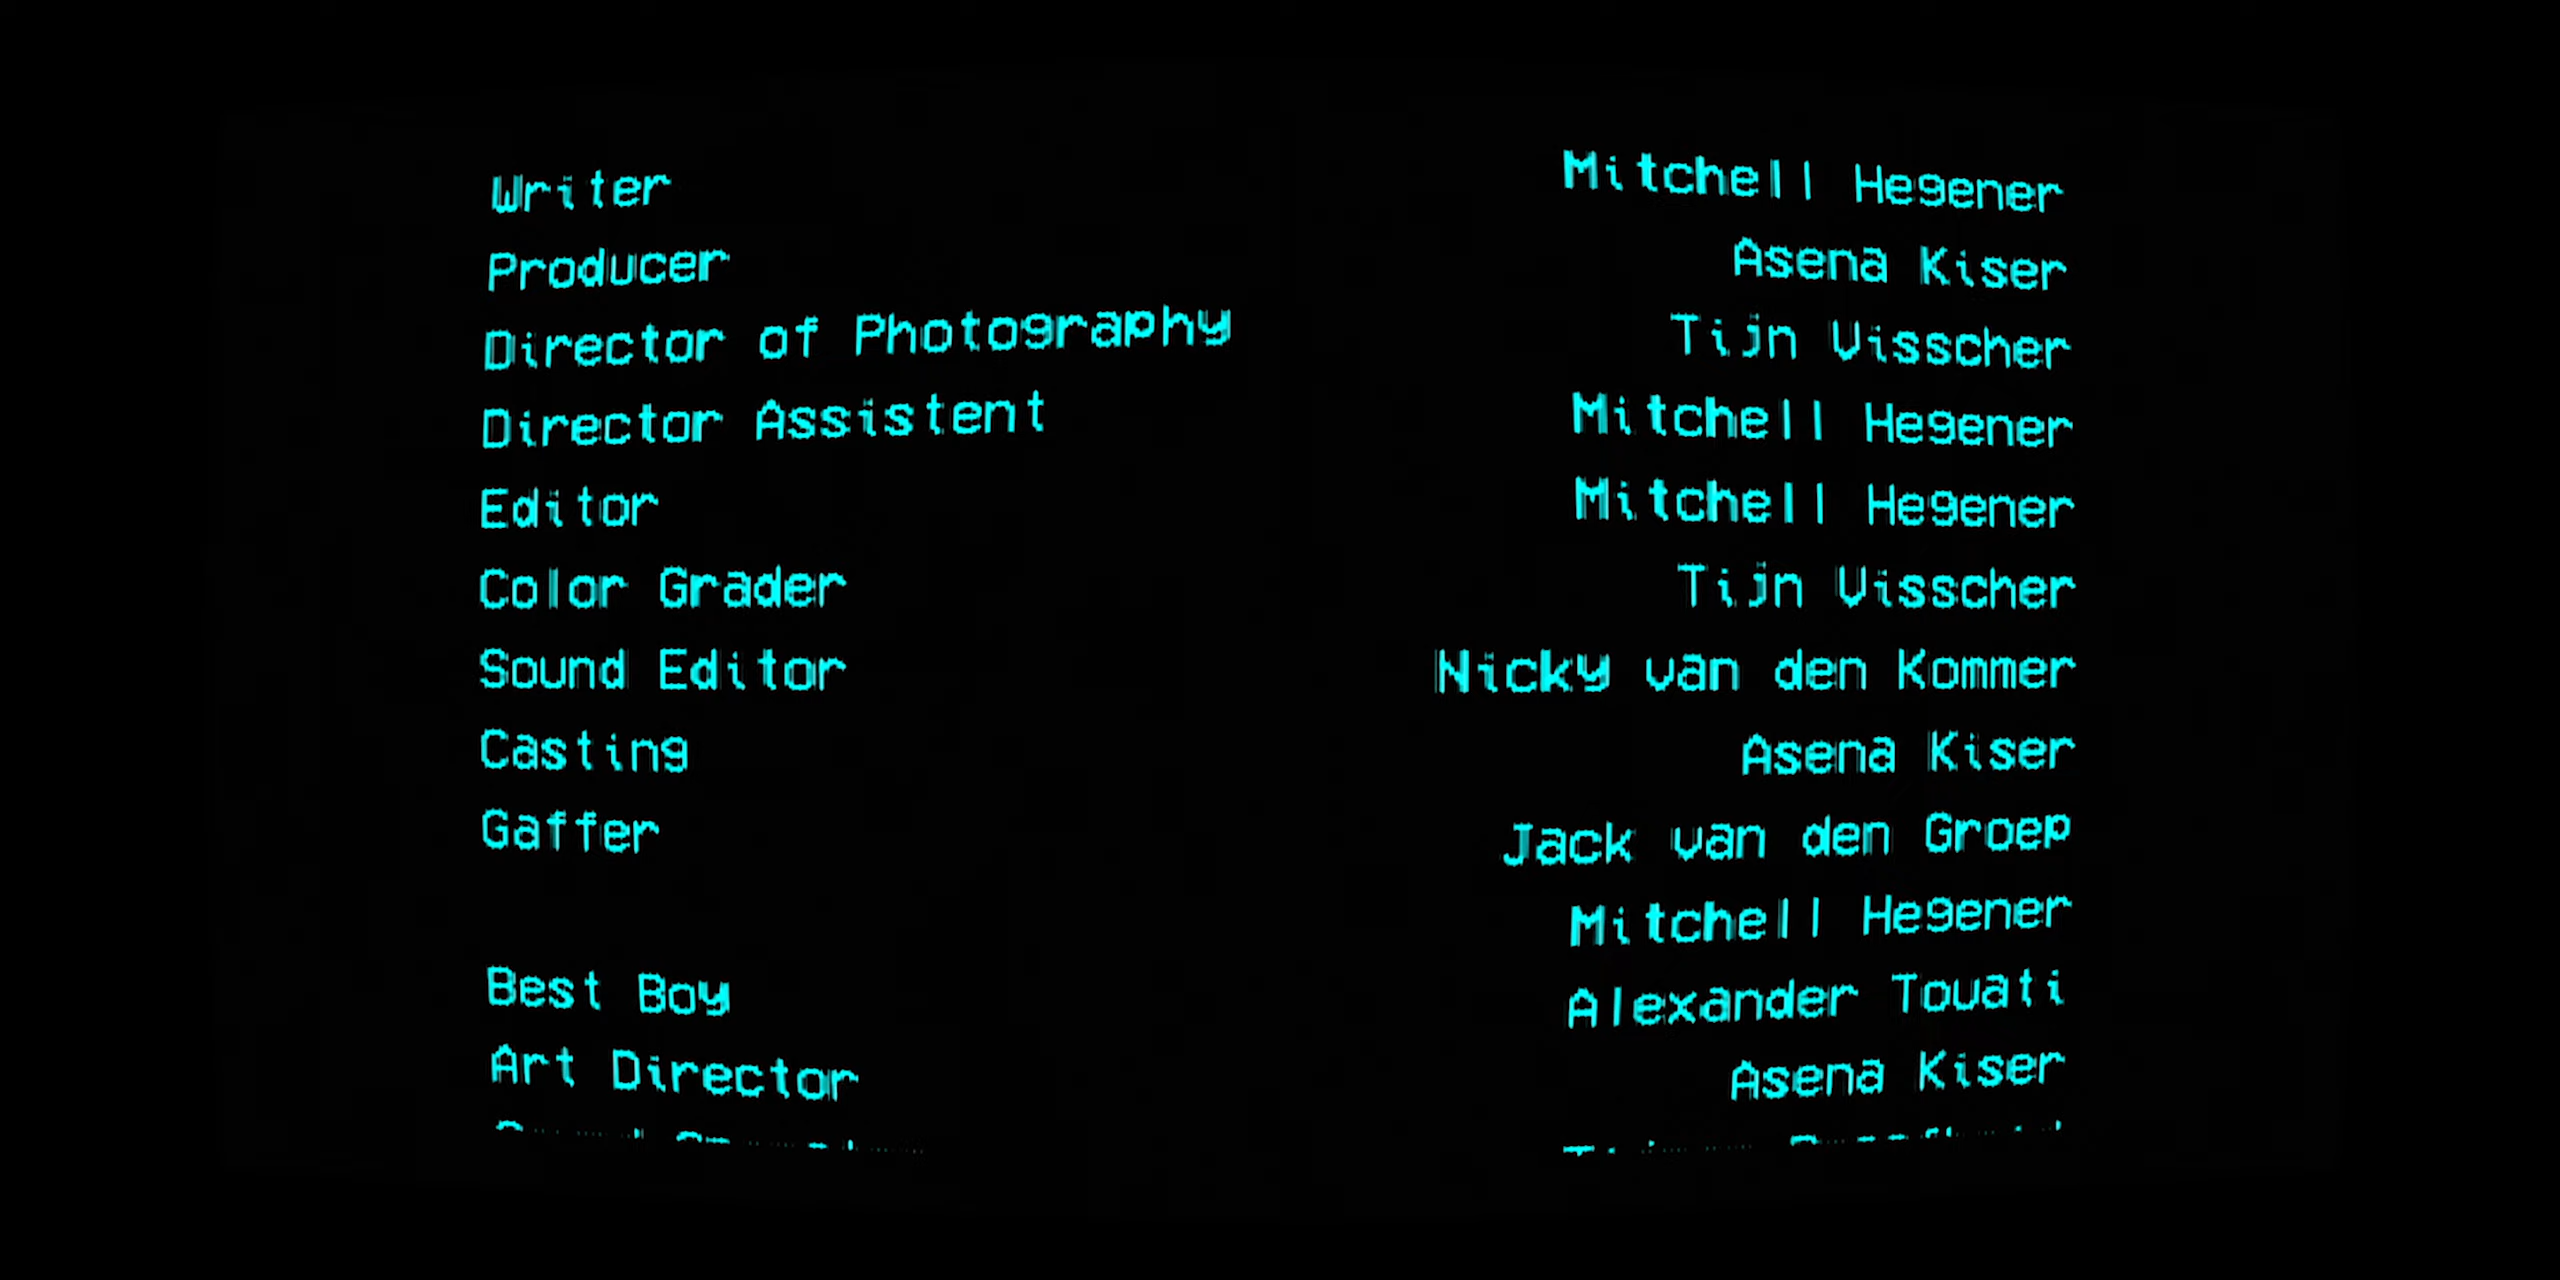 Writer Mitchell Hegener
Producer Asena Kiser
Director of Photography Tijn Visscher
Director Assistent Mitchell Hegener
Editor Mitchell Hegener
Color Grader Tijn Visscher
Sound Editor Nicky van den Kommer
Casting Asena Kiser
Gaffer Jack van den Groep
Mitchell Hegener
Best Boy Alexander Touati
Art Director Asena Kiser